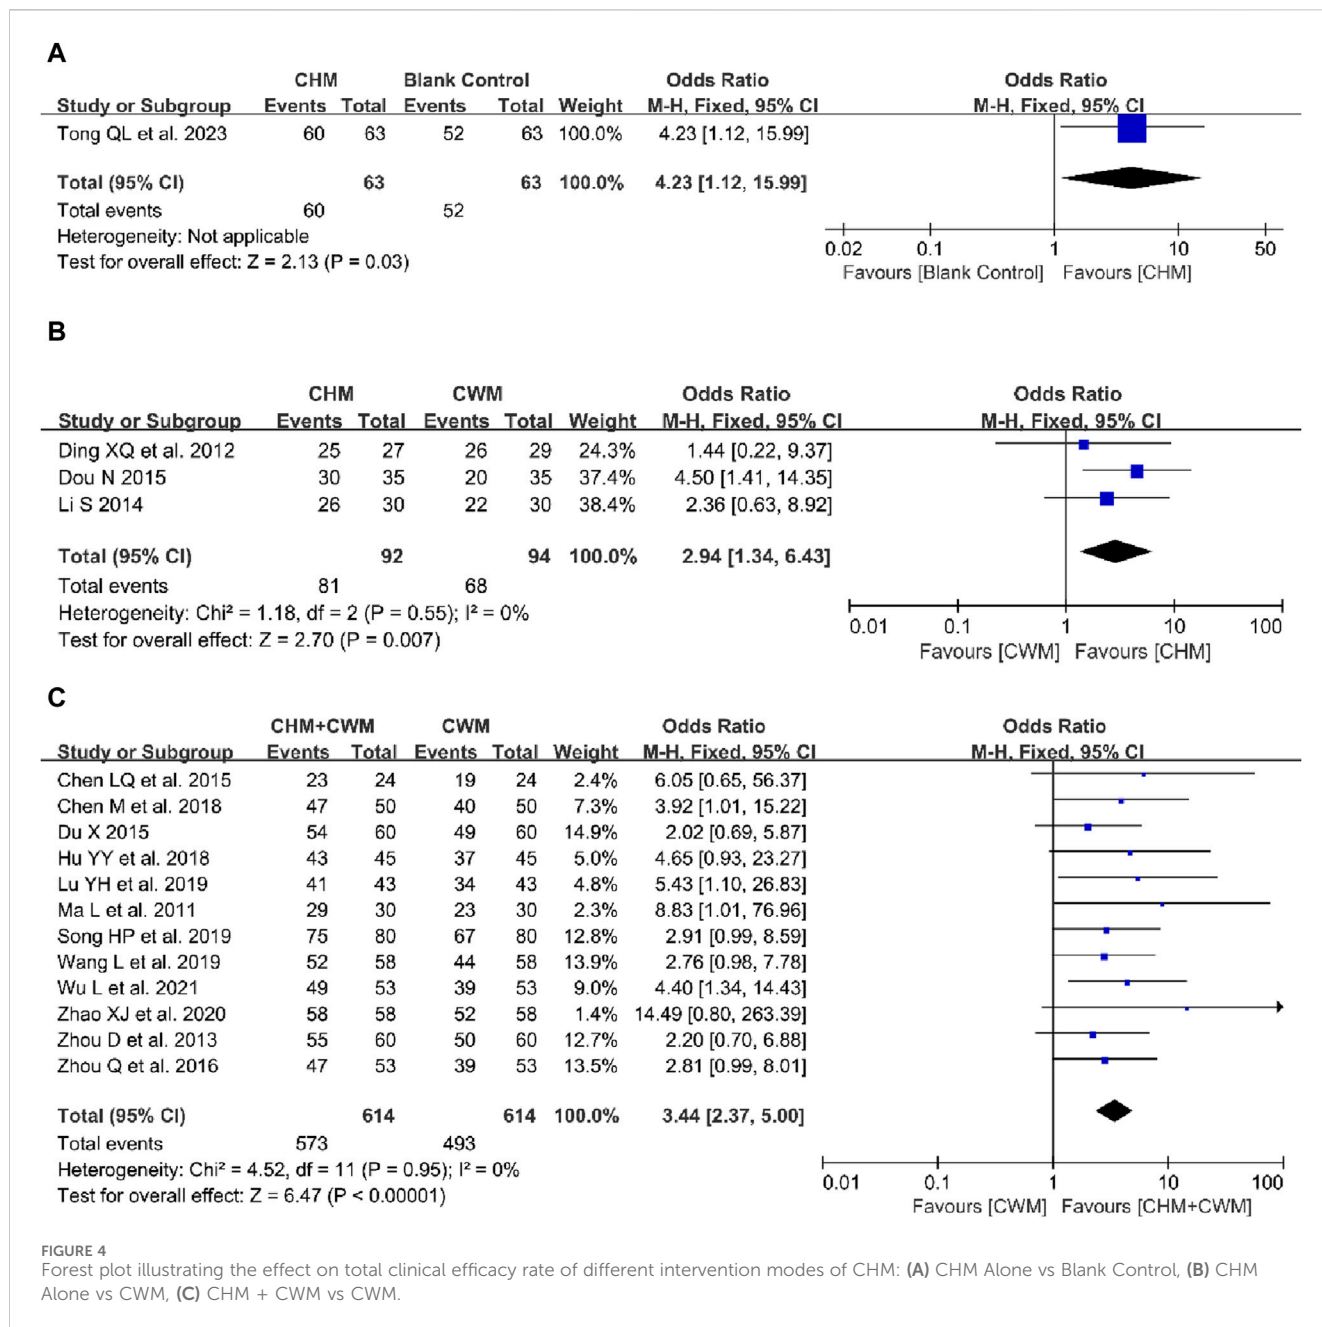 A
CHM Blank Control Odds Ratio Odds Ratio
Study or Subgroup Events Total Events Total Weight M-H, Fixed, 95% CI M-H, Fixed, 95% CI
Tong QL et al. 2023 60 63 52 63 100.0% 4.23 [1.12, 15.99]
Total (95% CI) 63 63 100.0% 4.23 [1.12, 15.99]
Total events 60 52
Heterogeneity: Not applicable
Test for overall effect: Z = 2.13 (P = 0.03)
0.02 0.1 1 10 50
Favours [Blank Control] Favours [CHM]
B
CHM CWM Odds Ratio Odds Ratio
Study or Subgroup Events Total Events Total Weight M-H, Fixed, 95% CI M-H, Fixed, 95% CI
Ding XQ et al. 2012 25 27 26 29 24.3% 1.44 [0.22, 9.37]
Dou N 2015 30 35 20 35 37.4% 4.50 [1.41, 14.35]
Li S 2014 26 30 22 30 38.4% 2.36 [0.63, 8.92]
Total (95% CI) 92 94 100.0% 2.94 [1.34, 6.43]
Total events 81 68
Heterogeneity: Chi² = 1.18, df = 2 (P = 0.55); I² = 0%
Test for overall effect: Z = 2.70 (P = 0.007)
0.01 0.1 1 10 100
Favours [CWM] Favours [CHM]
C
CHM+CWM CWM Odds Ratio Odds Ratio
Study or Subgroup Events Total Events Total Weight M-H, Fixed, 95% CI M-H, Fixed, 95% CI
Chen LQ et al. 2015 23 24 19 24 2.4% 6.05 [0.65, 56.37]
Chen M et al. 2018 47 50 40 50 7.3% 3.92 [1.01, 15.22]
Du X 2015 54 60 49 60 14.9% 2.02 [0.69, 5.87]
Hu YY et al. 2018 43 45 37 45 5.0% 4.65 [0.93, 23.27]
Lu YH et al. 2019 41 43 34 43 4.8% 5.43 [1.10, 26.83]
Ma L et al. 2011 29 30 23 30 2.3% 8.83 [1.01, 76.96]
Song HP et al. 2019 75 80 67 80 12.8% 2.91 [0.99, 8.59]
Wang L et al. 2019 52 58 44 58 13.9% 2.76 [0.98, 7.78]
Wu L et al. 2021 49 53 39 53 9.0% 4.40 [1.34, 14.43]
Zhao XJ et al. 2020 58 58 52 58 1.4% 14.49 [0.80, 263.39]
Zhou D et al. 2013 55 60 50 60 12.7% 2.20 [0.70, 6.88]
Zhou Q et al. 2016 47 53 39 53 13.5% 2.81 [0.99, 8.01]
Total (95% CI) 614 614 100.0% 3.44 [2.37, 5.00]
Total events 573 493
Heterogeneity: Chi² = 4.52, df = 11 (P = 0.95); I² = 0%
Test for overall effect: Z = 6.47 (P < 0.00001)
0.01 0.1 1 10 100
Favours [CWM] Favours [CHM+CWM]
FIGURE 4
Forest plot illustrating the effect on total clinical efficacy rate of different intervention modes of CHM: (A) CHM Alone vs Blank Control, (B) CHM
Alone vs CWM, (C) CHM + CWM vs CWM.